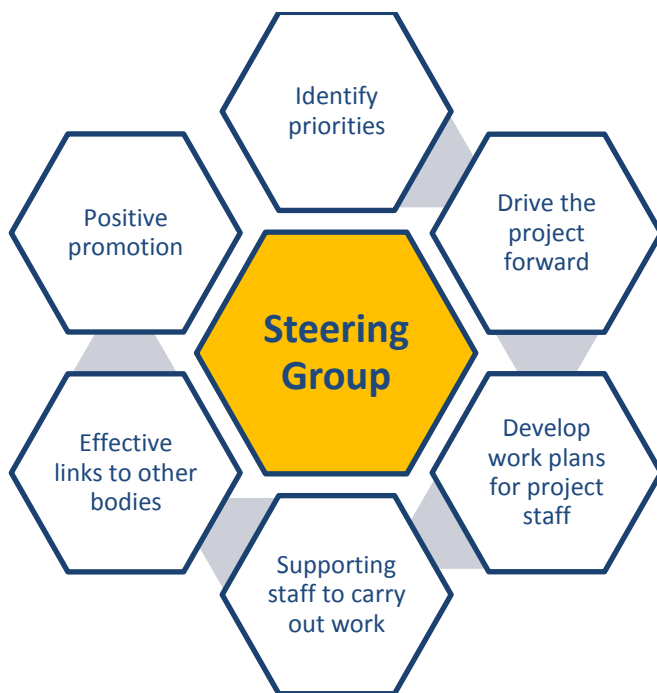 Identify
priorities
Drive the
project
forward
Develop
work plans
for project
staff
Supporting
staff to carry
out work
Effective
links to other
bodies
Positive
promotion
Steering
Group